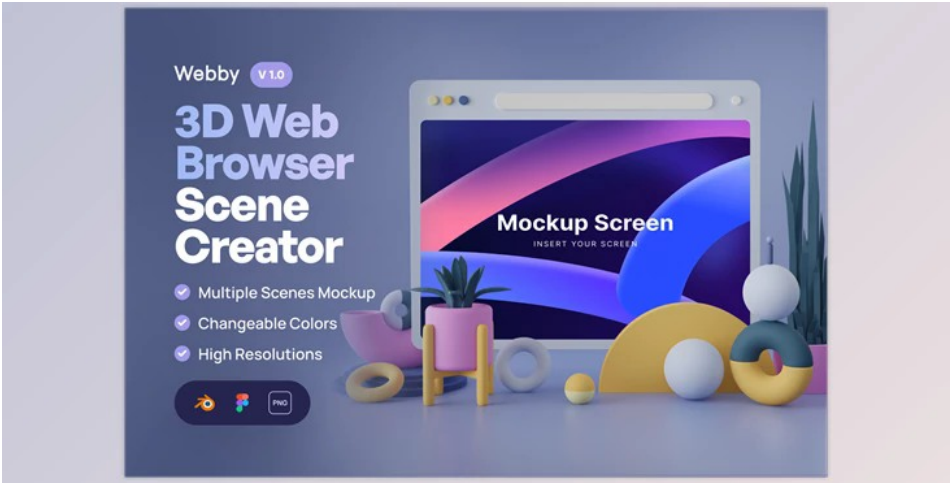 Webby V 1.0
3D Web
Browser
Scene
Creator
Multiple Scenes Mockup
Changeable Colors
High Resolutions
PNG
Mockup Screen
INSERT YOUR SCREEN